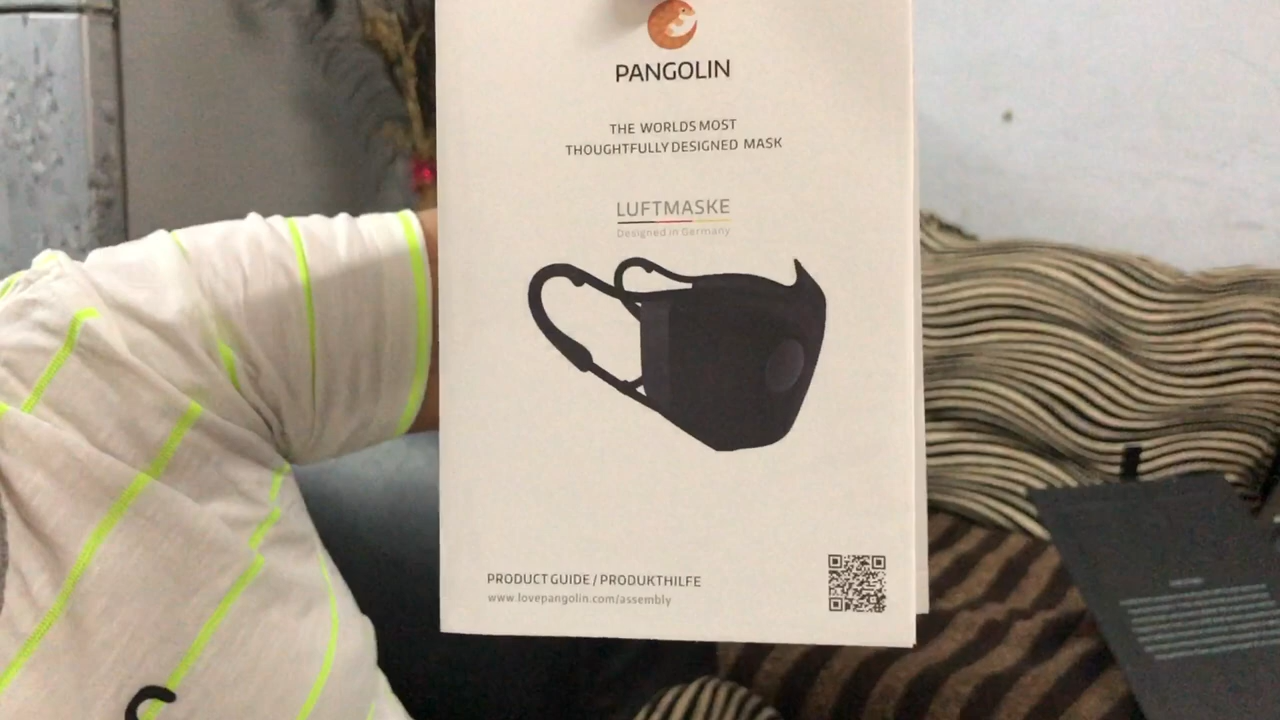 PANGOLIN
THE WORLDS MOST
THOUGHTFULLY DESIGNED MASK
LUFTMASKE
Designed in Germany
PRODUCT GUIDE / PRODUKTHILFE
www.lovepangolin.com/assembly